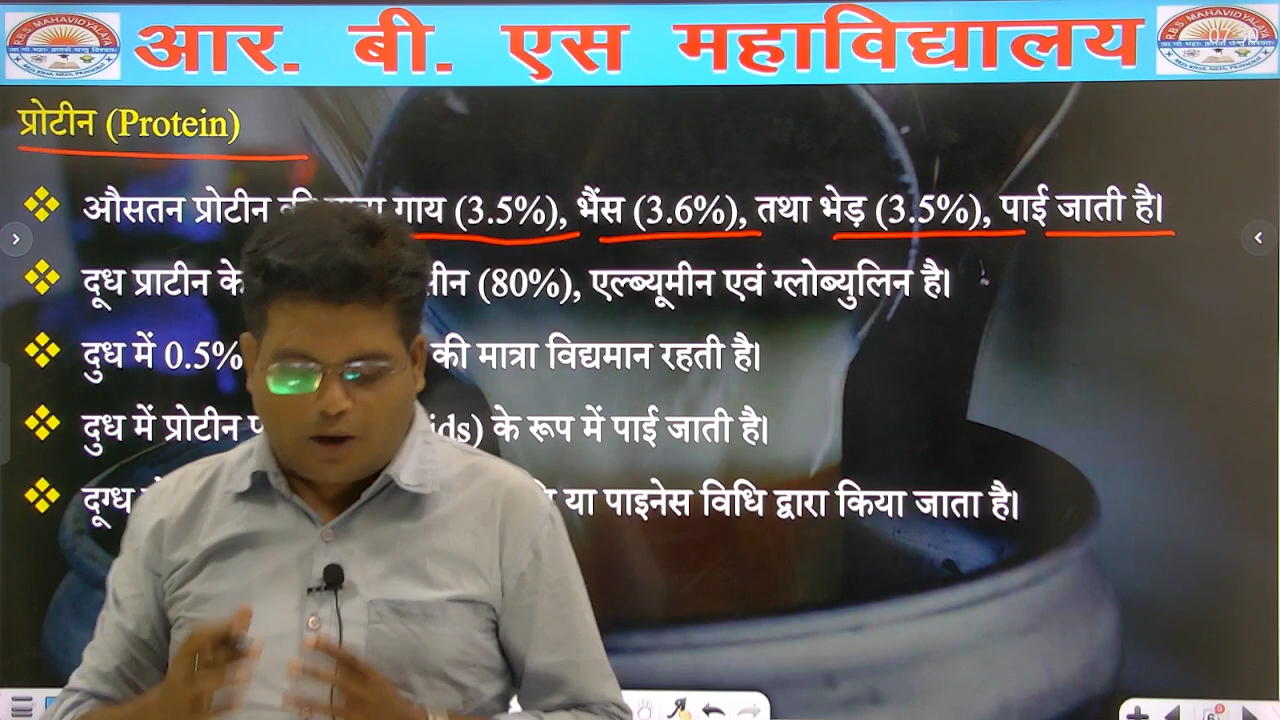 आर. बी. एस महाविद्यालय
R.B.S. MAHAVIDYALAYA
प्रोटीन (Protein)
औसतन प्रोटीन की गाय (3.5%), भैंस (3.6%), तथा भेड़ (3.5%), पाई जाती है।
दूध प्राटीन के (80%), एल्ब्यूमीन एवं ग्लोब्युलिन है।
दुध में 0.5% की मात्रा विद्यमान रहती है।
दुध में प्रोटीन के रूप में पाई जाती है।
दूग्ध या पाइनेस विधि द्वारा किया जाता है।